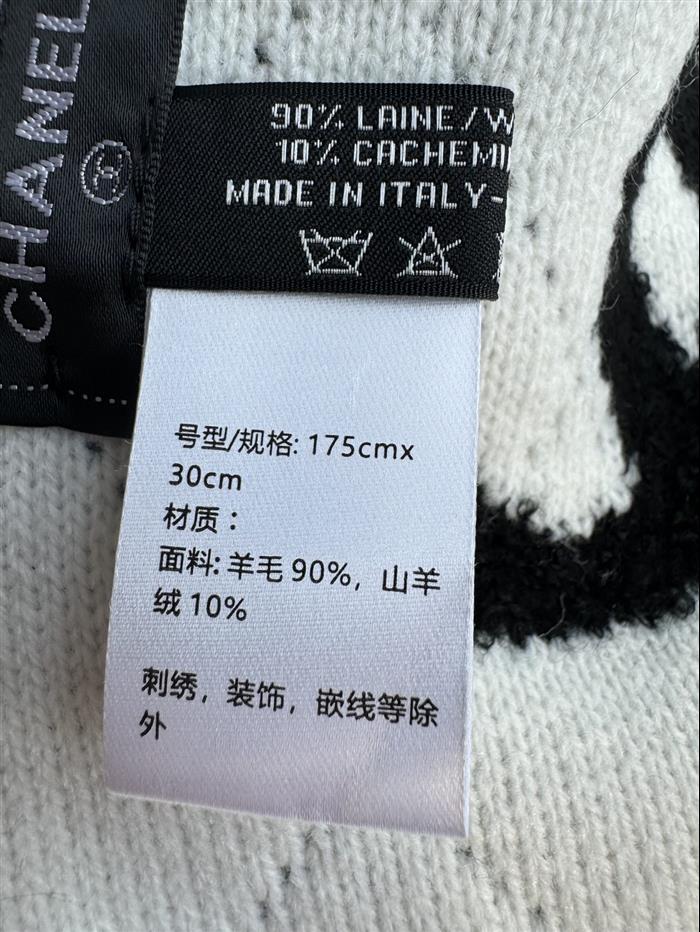 CHANEL
90% LAINE/W
10% CACHEMI
MADE IN ITALY-
号型/规格: 175cmx
30cm
材质：
面料: 羊毛 90%，山羊
绒 10%
刺绣，装饰，嵌线等除
外